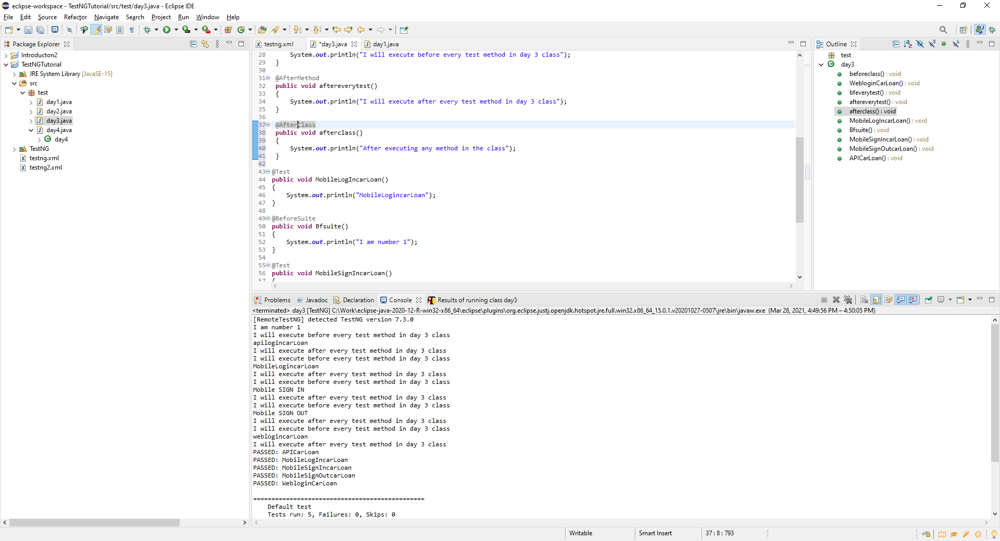 eclipse-workspace - TestNGTutorial/src/test/day3.java - Eclipse IDE
File Edit Source Refactor Navigate Search Project Run Window Help
Package Explorer
Introducton2
TestNGTutorial
JRE System Library [JavaSE-15]
src
test
day1.java
day2.java
day3.java
day4.java
day4
TestNG
testng.xml
testng2.xml
testng.xml *day3.java day1.java
28 System.out.println("I will execute before every test method in day 3 class");
29 }
30
31 @AfterMethod
32 public void aftereverytest()
33 {
34 System.out.println("I will execute after every test method in day 3 class");
35 }
36
37 @AfterClass
38 public void afterclass()
39 {
40 System.out.println("After executing any method in the class");
41 }
42
43 @Test
44 public void MobileLogIncarLoan()
45 {
46 System.out.println("MobileLogincarLoan");
47 }
48
49 @BeforeSuite
50 public void Bfsuite()
51 {
52 System.out.println("I am number 1");
53 }
54
55 @Test
56 public void MobileSignIncarLoan()
57 {
Outline
test
day3
beforeclass() : void
WebloginCarLoan() : void
bfeverytest() : void
aftereverytest() : void
afterclass() : void
MobileLogIncarLoan() : void
Bfsuite() : void
MobileSignIncarLoan() : void
MobileSignOutcarLoan() : void
APICarLoan() : void
Problems @ Javadoc Declaration Console Results of running class day3
<terminated> day3 [TestNG] C:\Work\eclipse-java-2020-12-R-win32-x86_64\eclipse\plugins\org.eclipse.justj.openjdk.hotspot.jre.full.win32.x86_64_15.0.1.v20201027-0507\jre\bin\javaw.exe (Mar 28, 2021, 4:49:56 PM – 4:50:05 PM)
[RemoteTestNG] detected TestNG version 7.3.0
I am number 1
I will execute before every test method in day 3 class
apilogincarLoan
I will execute after every test method in day 3 class
I will execute before every test method in day 3 class
MobileLogincarLoan
I will execute after every test method in day 3 class
I will execute before every test method in day 3 class
Mobile SIGN IN
I will execute after every test method in day 3 class
I will execute before every test method in day 3 class
Mobile SIGN OUT
I will execute after every test method in day 3 class
I will execute before every test method in day 3 class
weblogincarLoan
I will execute after every test method in day 3 class
PASSED: APICarLoan
PASSED: MobileLogIncarLoan
PASSED: MobileSignIncarLoan
PASSED: MobileSignOutcarLoan
PASSED: WebloginCarLoan
===============================================
Default test
Tests run: 5, Failures: 0, Skips: 0
Writable Smart Insert 37 : 8 : 793